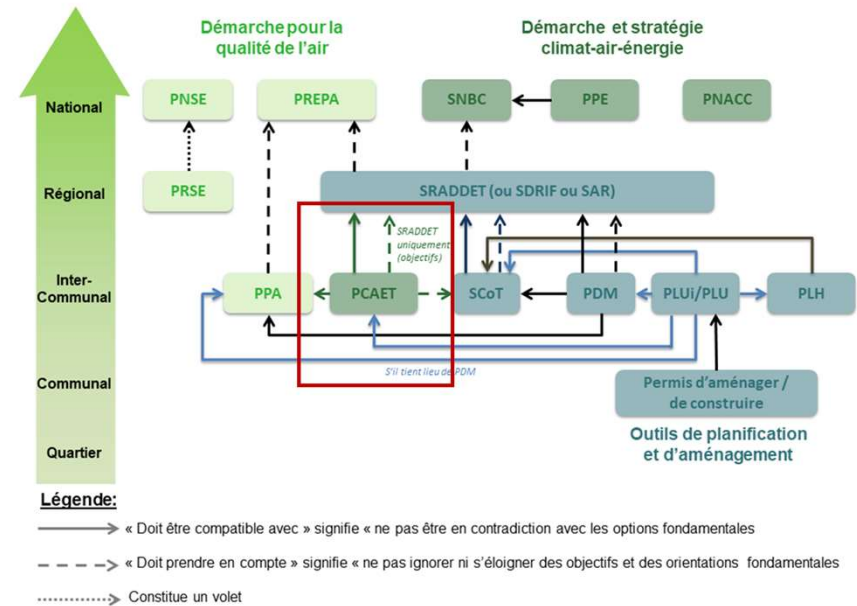 Démarche pour la
qualité de l'air
Démarche et stratégie
climat-air-énergie
National
PNSE
PREPA
SNBC
PPE
PNACC
Régional
PRSE
SRADDET (ou SDRIF ou SAR)
SRADDET
uniquement
(objectifs)
Inter-
Communal
PPA
PCAET
SCoT
PDM
PLUi/PLU
PLH
S'il tient lieu de PDM
Communal
Permis d'aménager /
de construire
Quartier
Outils de planification
et d'aménagement
Légende:
« Doit être compatible avec » signifie « ne pas être en contradiction avec les options fondamentales
« Doit prendre en compte » signifie « ne pas ignorer ni s'éloigner des objectifs et des orientations fondamentales
Constitue un volet